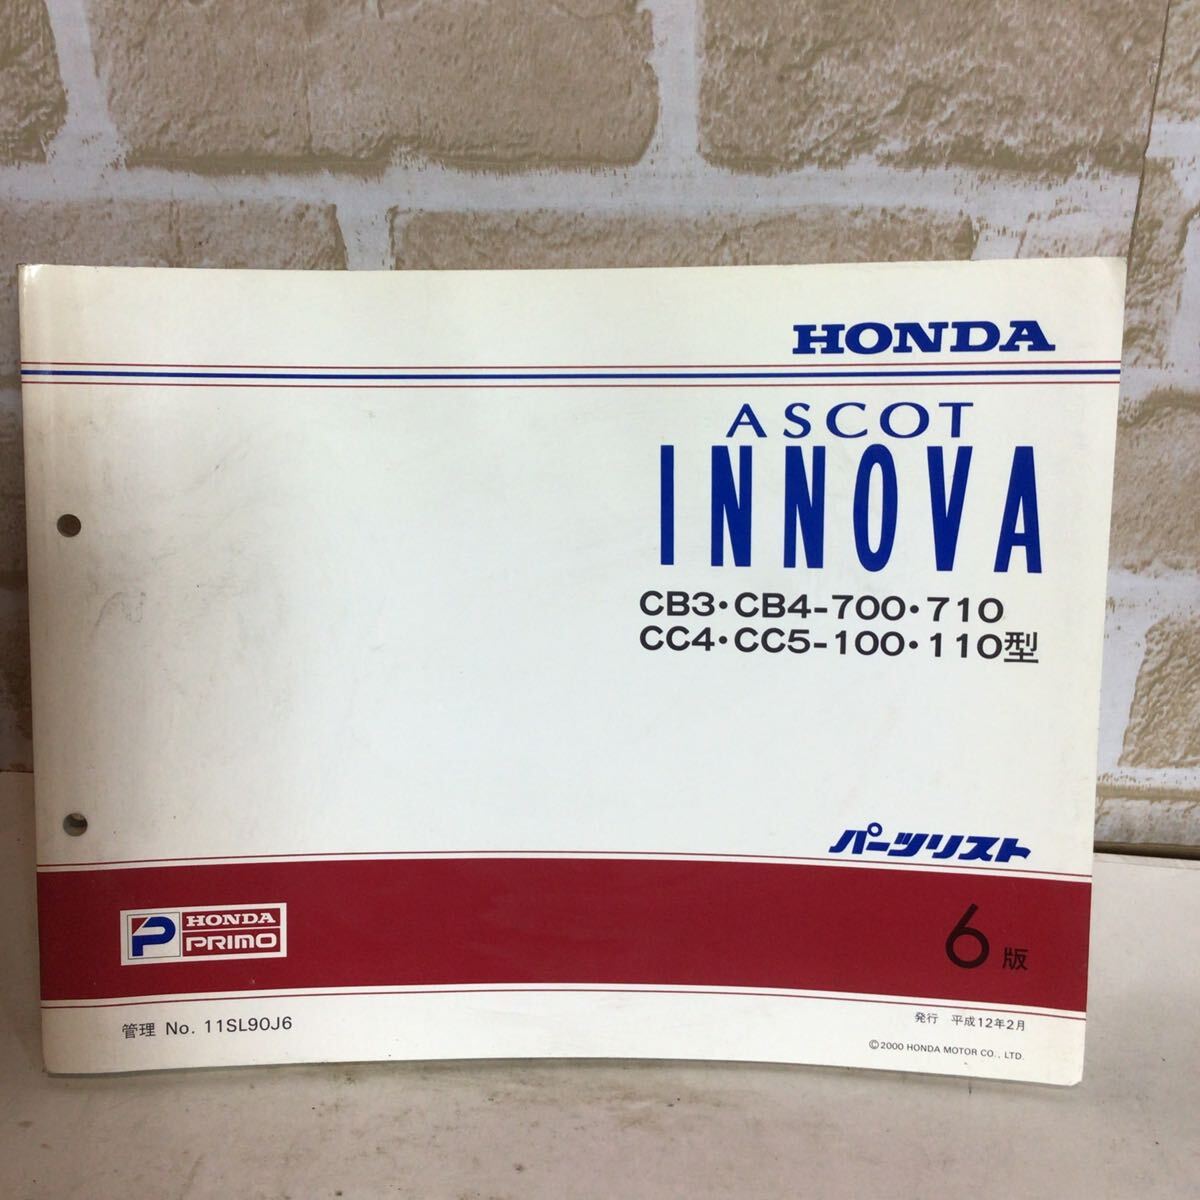 HONDA
ASCOT
INNOVA
CB3・CB4-700・710
CC4・CC5-100・110型
パーツリスト
P HONDA
PRIMO
6版
管理 No. 11SL90J6
発行 平成12年2月
©2000 HONDA MOTOR CO., LTD.